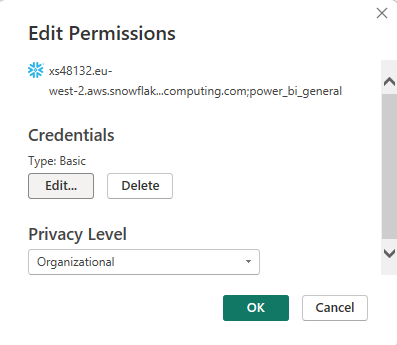 Edit Permissions
xs48132.eu-
west-2.aws.snowflak...computing.com;power_bi_general
Credentials
Type: Basic
Edit...
Delete
Privacy Level
Organizational
OK
Cancel